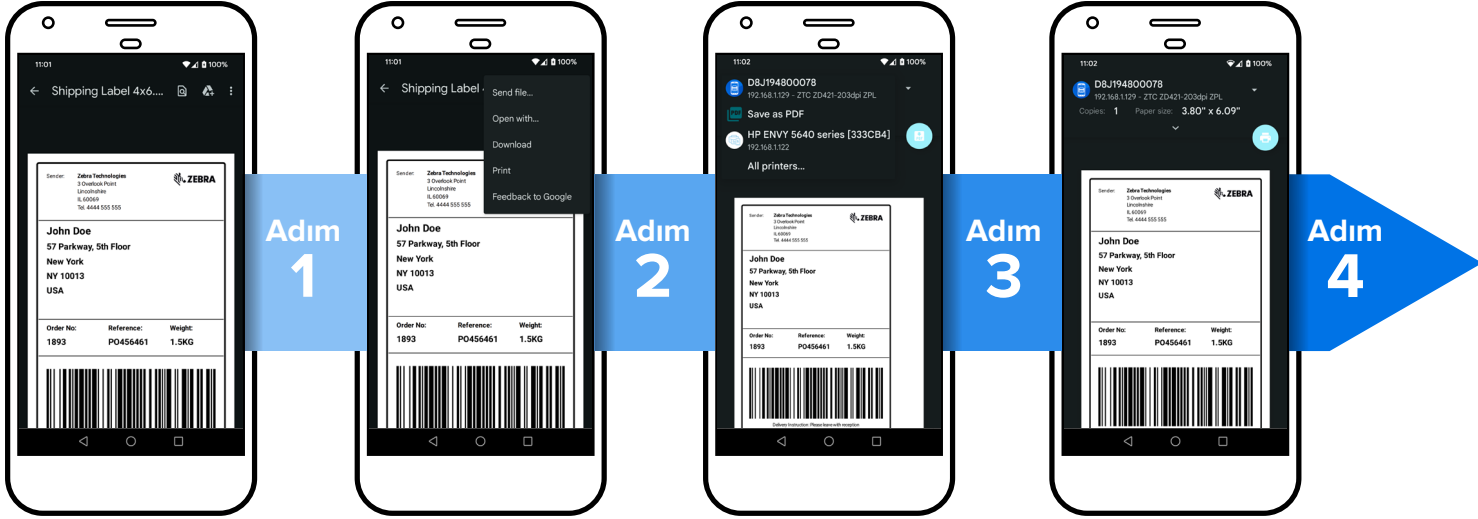 11:01
100%
Shipping Label 4x6....
Sender:
Zebra Technologies
3 Overlook Point
Lincolnshire
IL 60069
Tel. 4444 555 555
ZEBRA
John Doe
57 Parkway, 5th Floor
New York
NY 10013
USA
Order No: Reference: Weight:
1893 PO456461 1.5KG
Adım
1
11:01
100%
Shipping Label
Send file...
Open with...
Download
Print
Feedback to Google
Sender:
Zebra Technologies
3 Overlook Point
Lincolnshire
IL 60069
Tel. 4444 555 555
John Doe
57 Parkway, 5th Floor
New York
NY 10013
USA
Order No: Reference: Weight:
1893 PO456461 1.5KG
Adım
2
11:02
100%
D8J194800078
192.168.1.129 - ZTC ZD421-203dpi ZPL
PDF
Save as PDF
HP ENVY 5640 series [333CB4]
192.168.1.122
All printers...
Sender:
Zebra Technologies
3 Overlook Point
Lincolnshire
IL 60069
Tel. 4444 555 555
ZEBRA
John Doe
57 Parkway, 5th Floor
New York
NY 10013
USA
Order No: Reference: Weight:
1893 PO456461 1.5KG
Delivery Instruction: Please leave with reception
Adım
3
11:02
100%
D8J194800078
192.168.1.129 - ZTC ZD421-203dpi ZPL
Copies: 1 Paper size: 3.80" x 6.09"
Sender:
Zebra Technologies
3 Overlook Point
Lincolnshire
IL 60069
Tel. 4444 555 555
ZEBRA
John Doe
57 Parkway, 5th Floor
New York
NY 10013
USA
Order No: Reference: Weight:
1893 PO456461 1.5KG
Adım
4